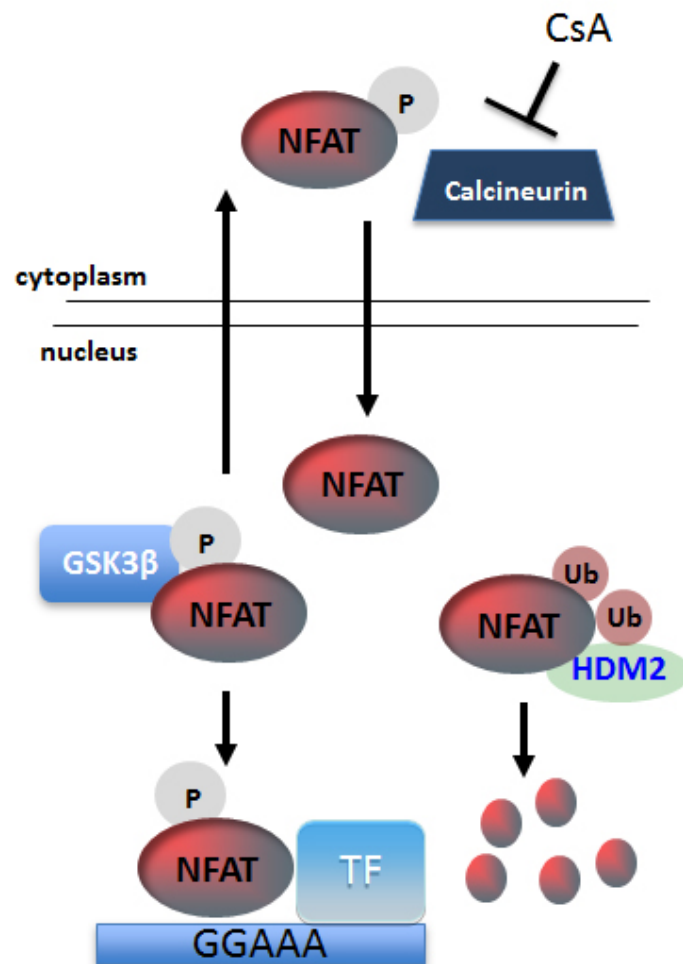 CsA
P
NFAT
Calcineurin
cytoplasm
nucleus
NFAT
P
GSK3β
NFAT
Ub
NFAT
Ub
HDM2
P
NFAT
TF
GGAAA